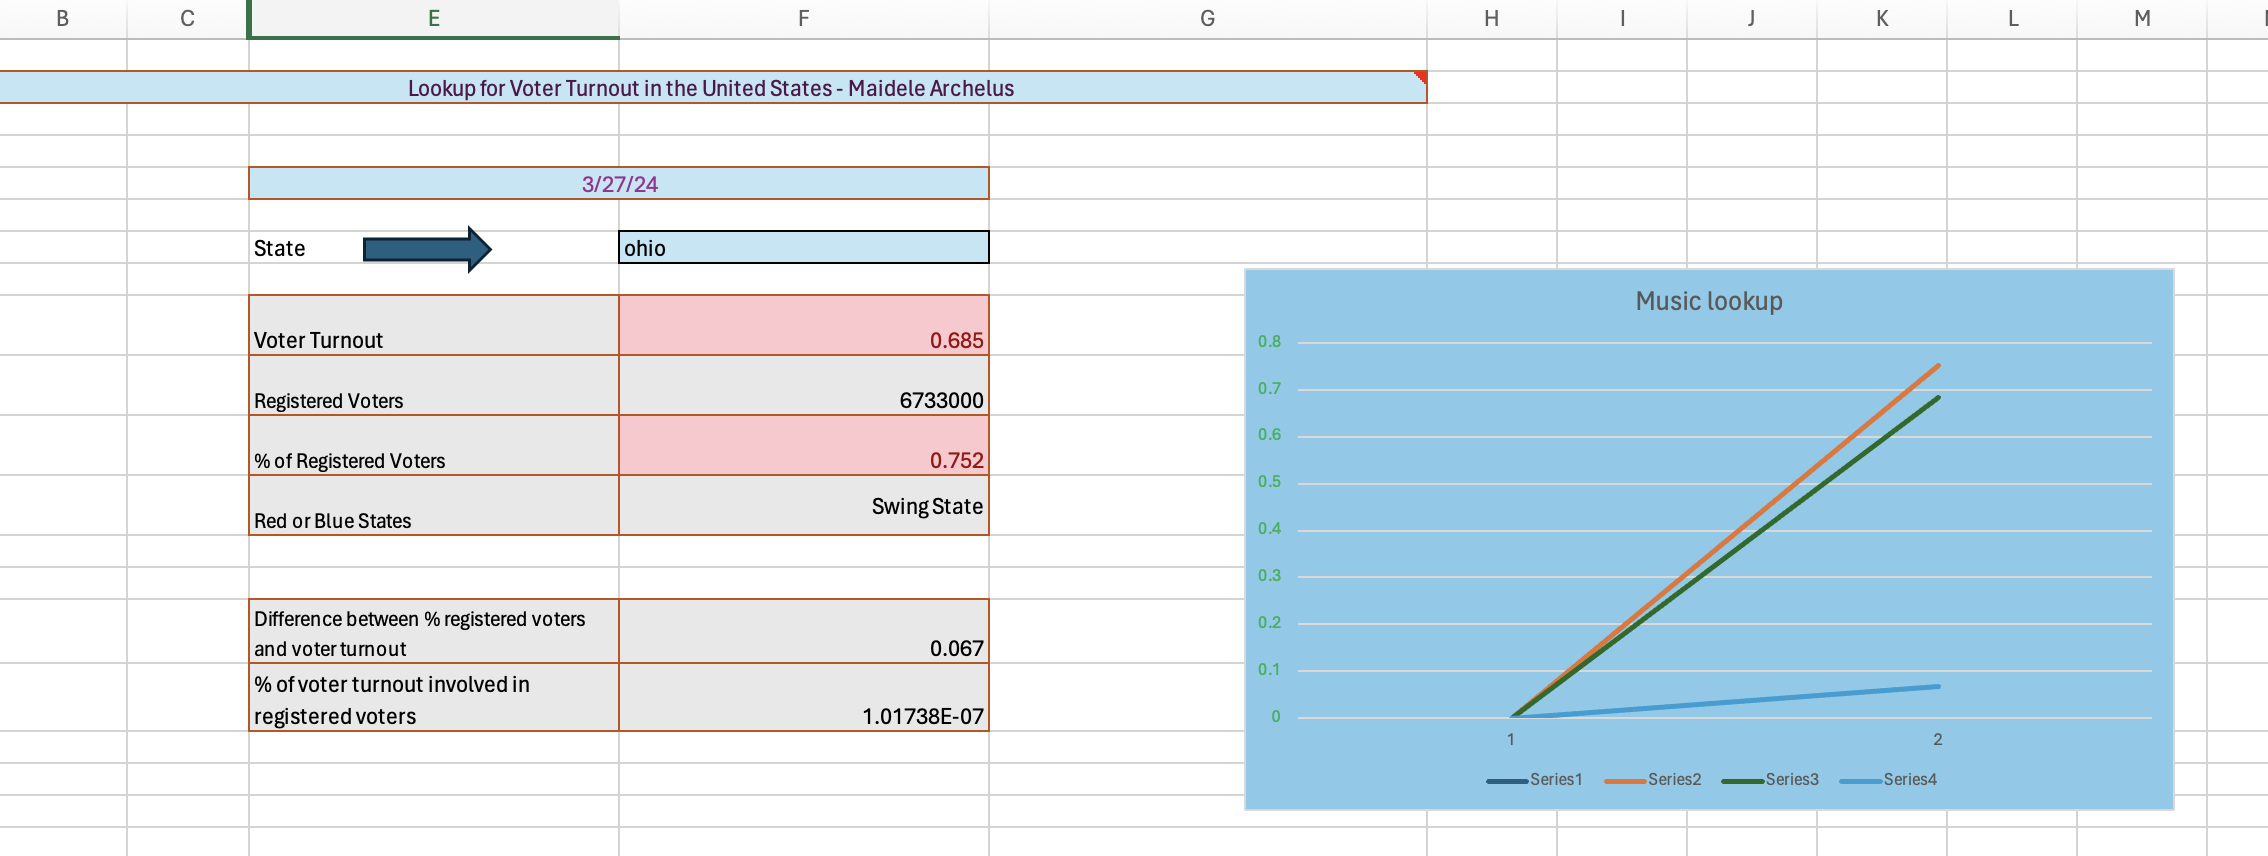 B C E F G H I J K L M
Lookup for Voter Turnout in the United States - Maidele Archelus
3/27/24
State ohio
Music lookup
Voter Turnout 0.685
Registered Voters 6733000
% of Registered Voters 0.752
Red or Blue States Swing State
Difference between % registered voters
and voter turnout 0.067
% of voter turnout involved in
registered voters 1.01738E-07
0.8
0.7
0.6
0.5
0.4
0.3
0.2
0.1
0
1 2
Series1 Series2 Series3 Series4